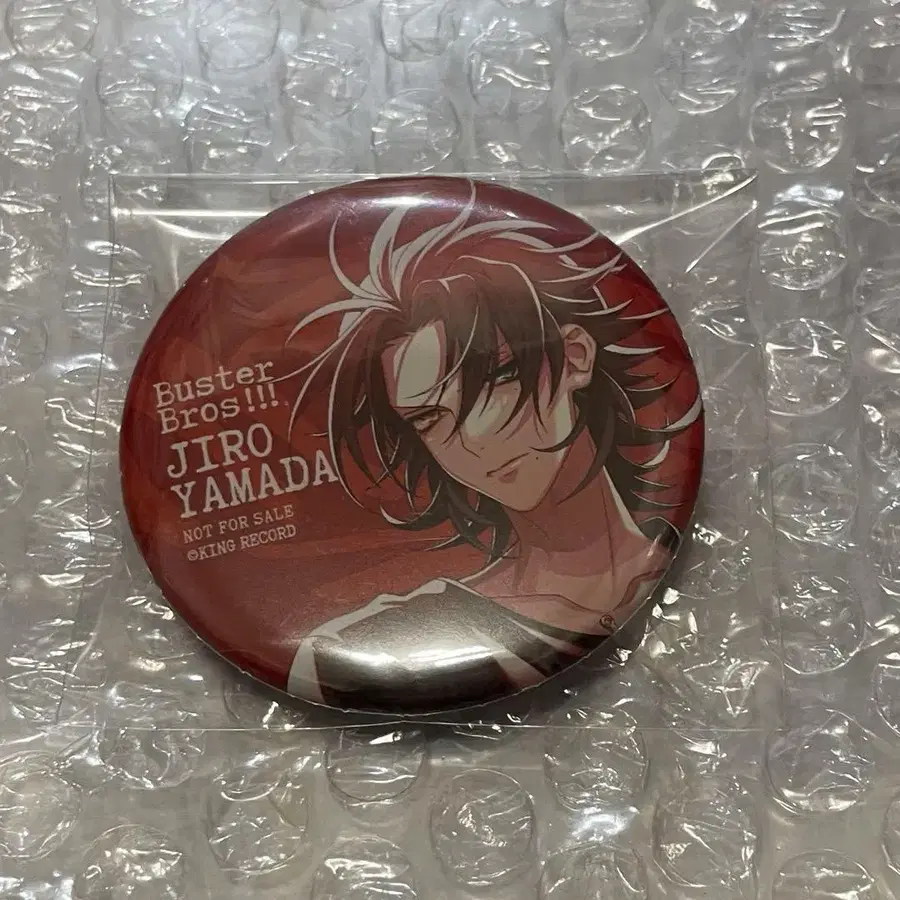 Buster
Bros!!!
JIRO
YAMADA
NOT FOR SALE
©KING RECORD